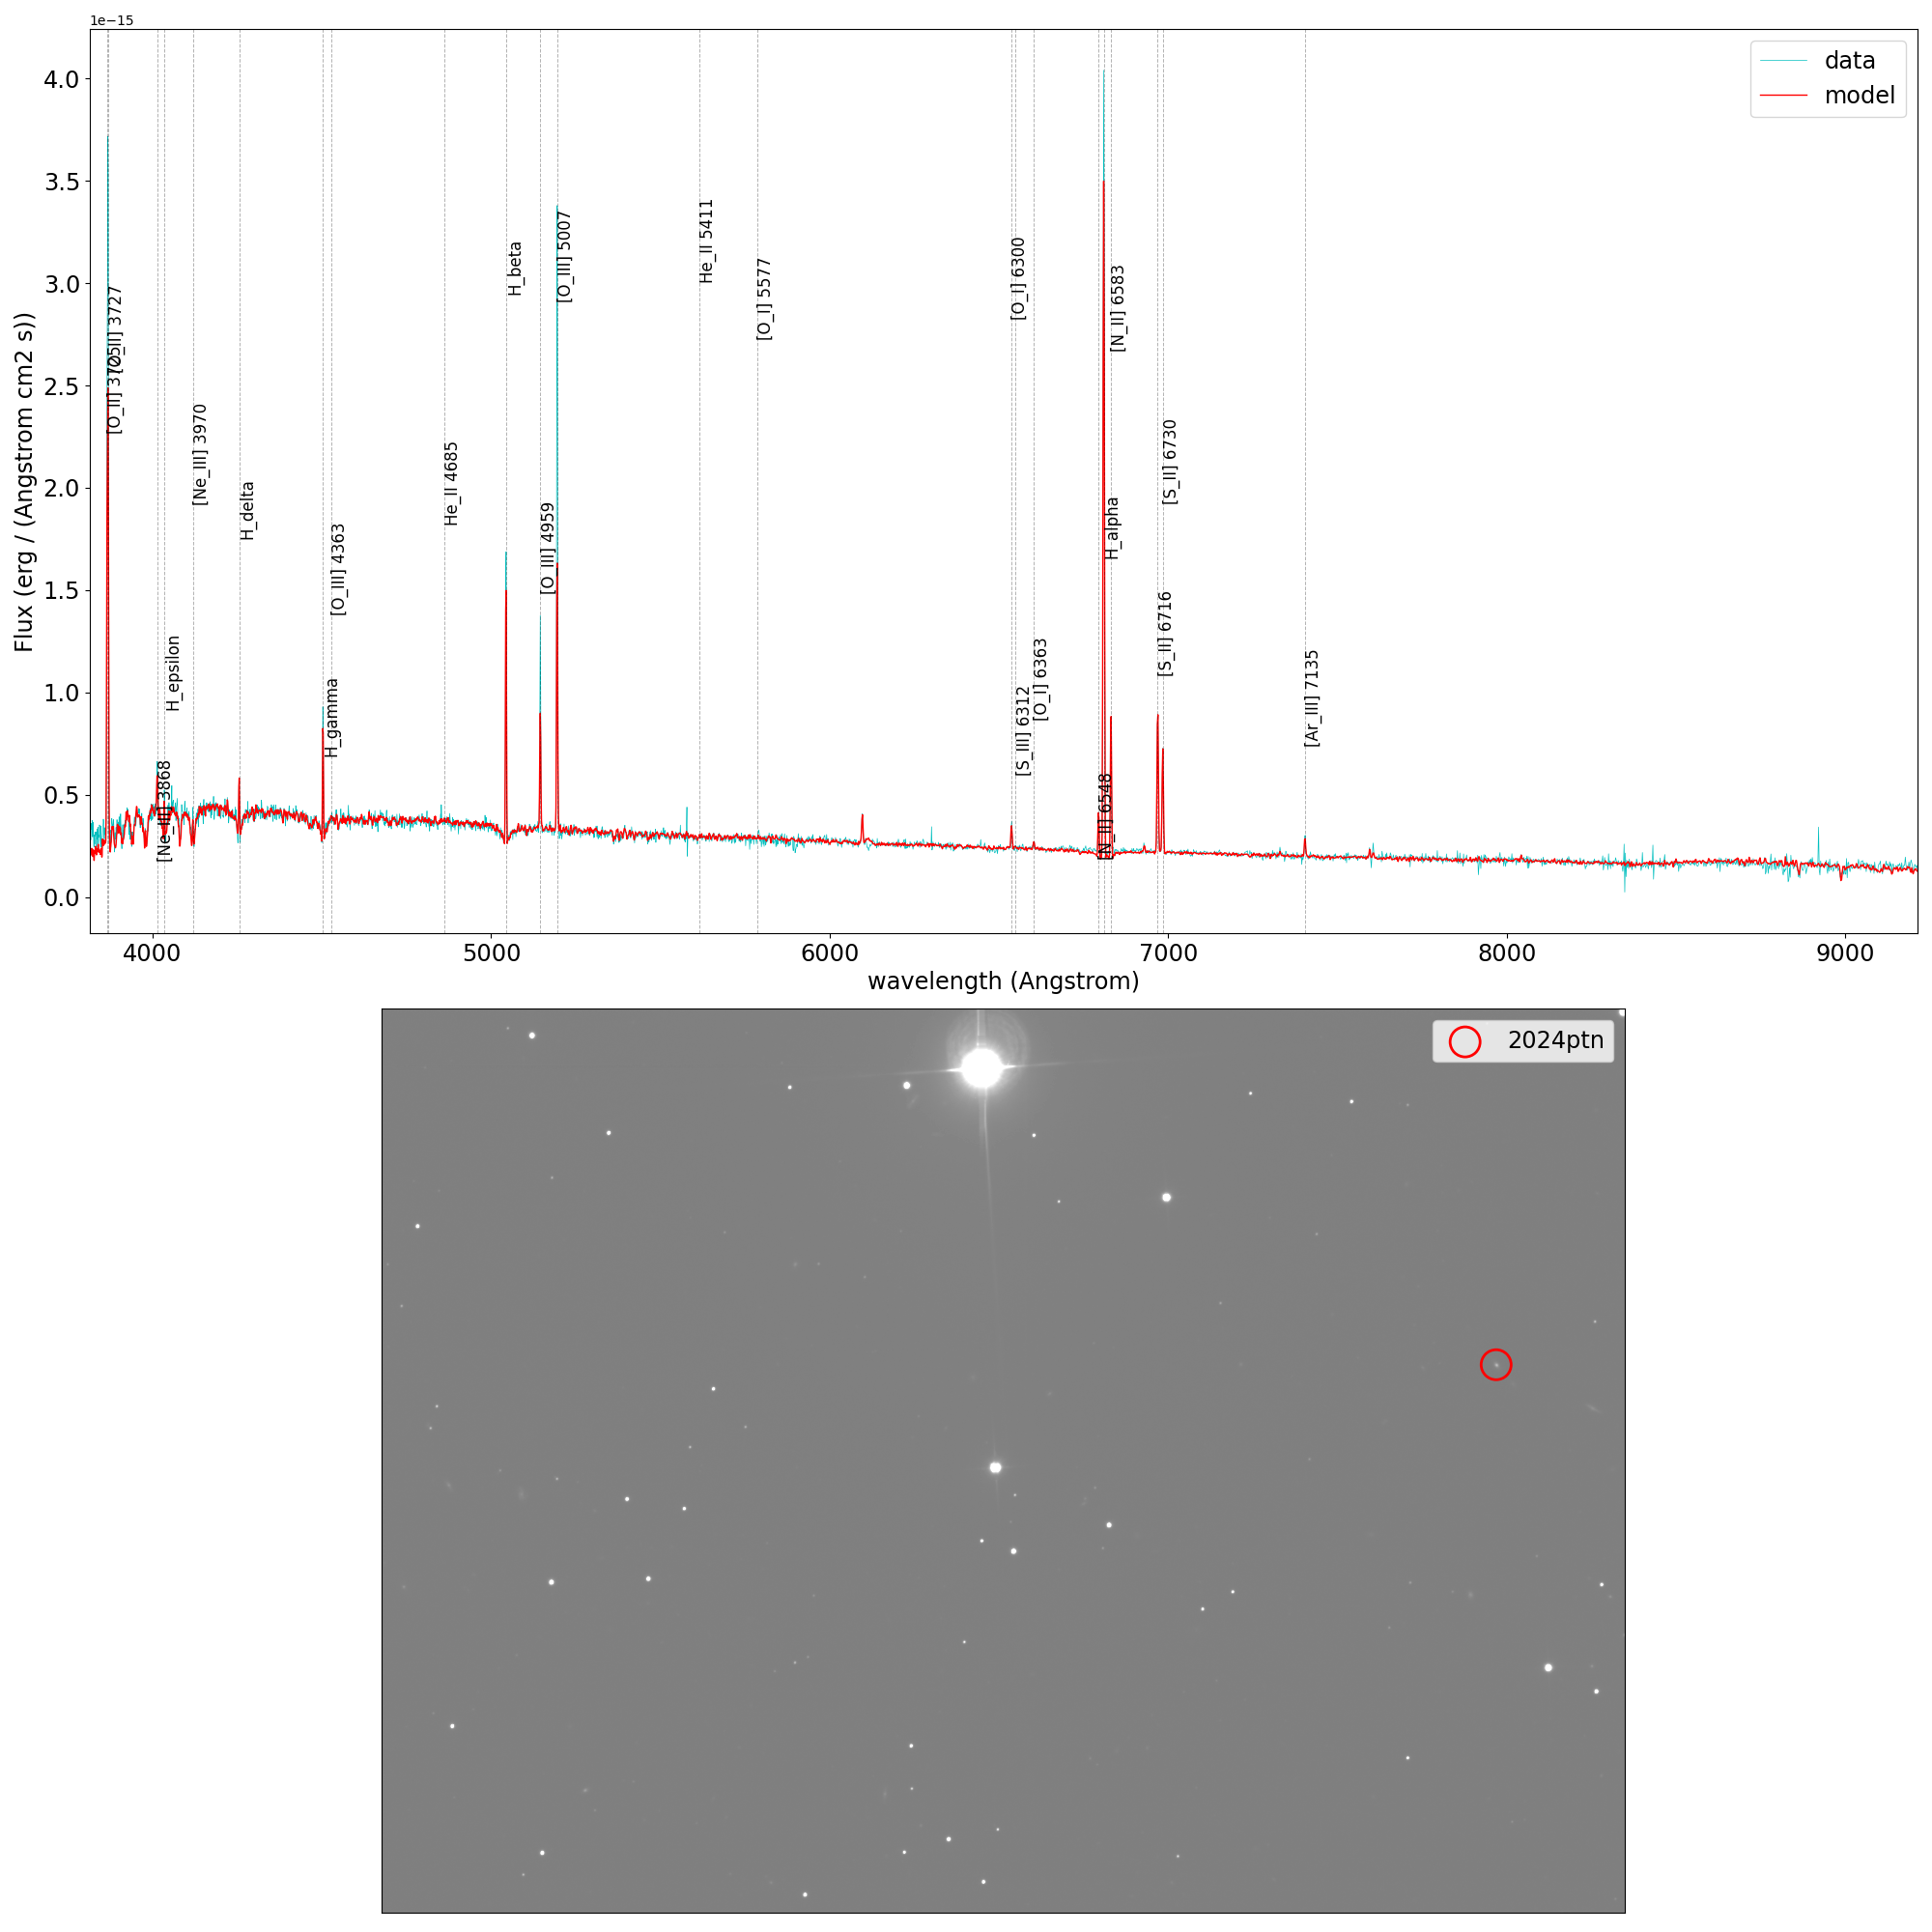 1e−15
data
model
4.0
3.5
3.0
2.5
2.0
1.5
1.0
0.5
0.0
Flux (erg / (Angstrom cm2 s))
[O_II] 3725
[O_II] 3727
[Ne_III] 3868
H_epsilon
[Ne_III] 3970
H_delta
H_gamma
[O_III] 4363
He_II 4685
H_beta
[O_III] 4959
[O_III] 5007
He_II 5411
[O_I] 5577
[O_I] 6300
[S_III] 6312
[O_I] 6363
[N_II] 6548
H_alpha
[N_II] 6583
[S_II] 6716
[S_II] 6730
[Ar_III] 7135
4000
5000
6000
7000
8000
9000
wavelength (Angstrom)
2024ptn